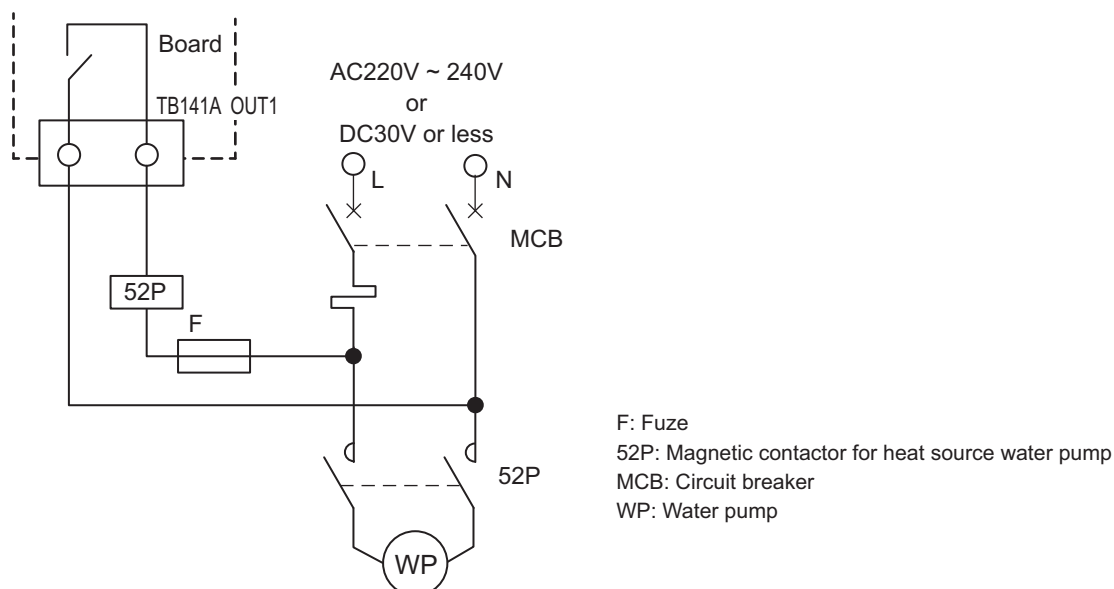 Board
TB141A OUT1
AC220V ~ 240V
or
DC30V or less
L
N
MCB
52P
F
52P
WP
F: Fuze
52P: Magnetic contactor for heat source water pump
MCB: Circuit breaker
WP: Water pump